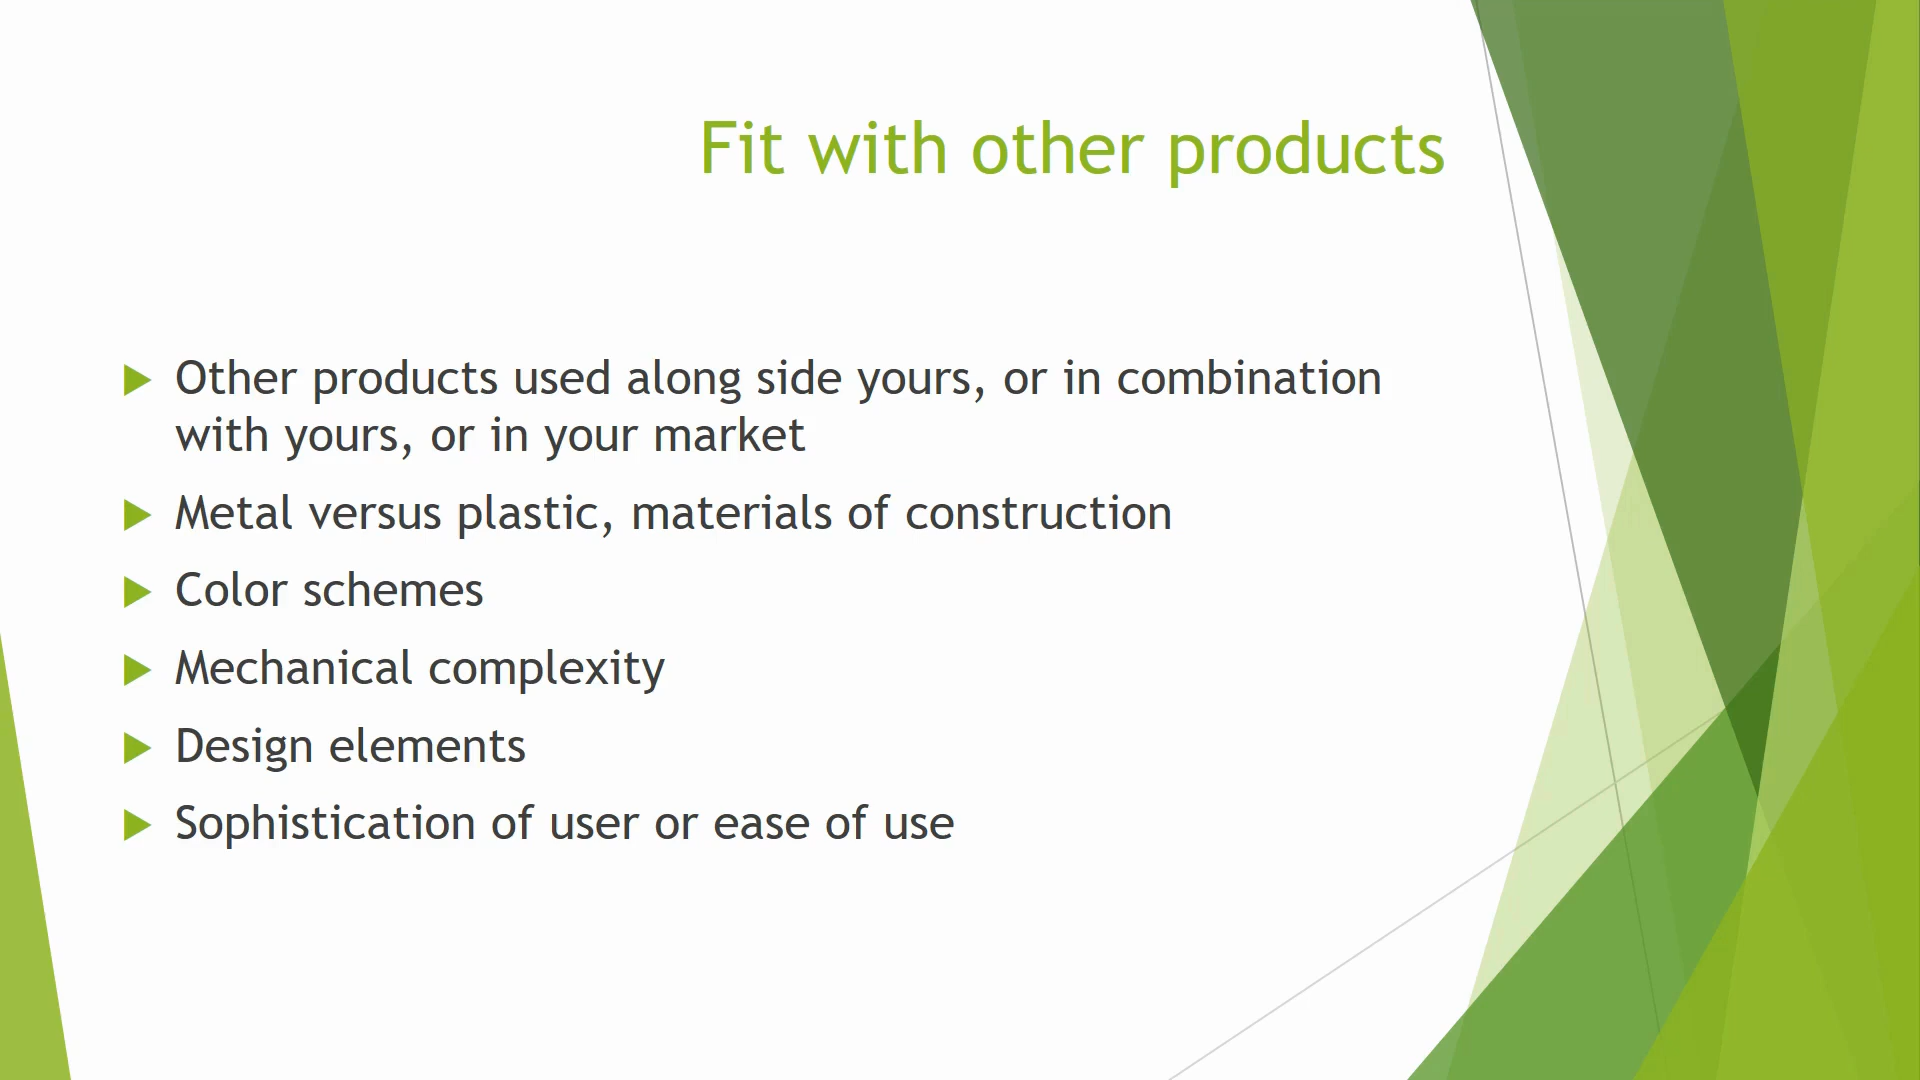 Fit with other products
Other products used along side yours, or in combination
with yours, or in your market
Metal versus plastic, materials of construction
Color schemes
Mechanical complexity
Design elements
Sophistication of user or ease of use